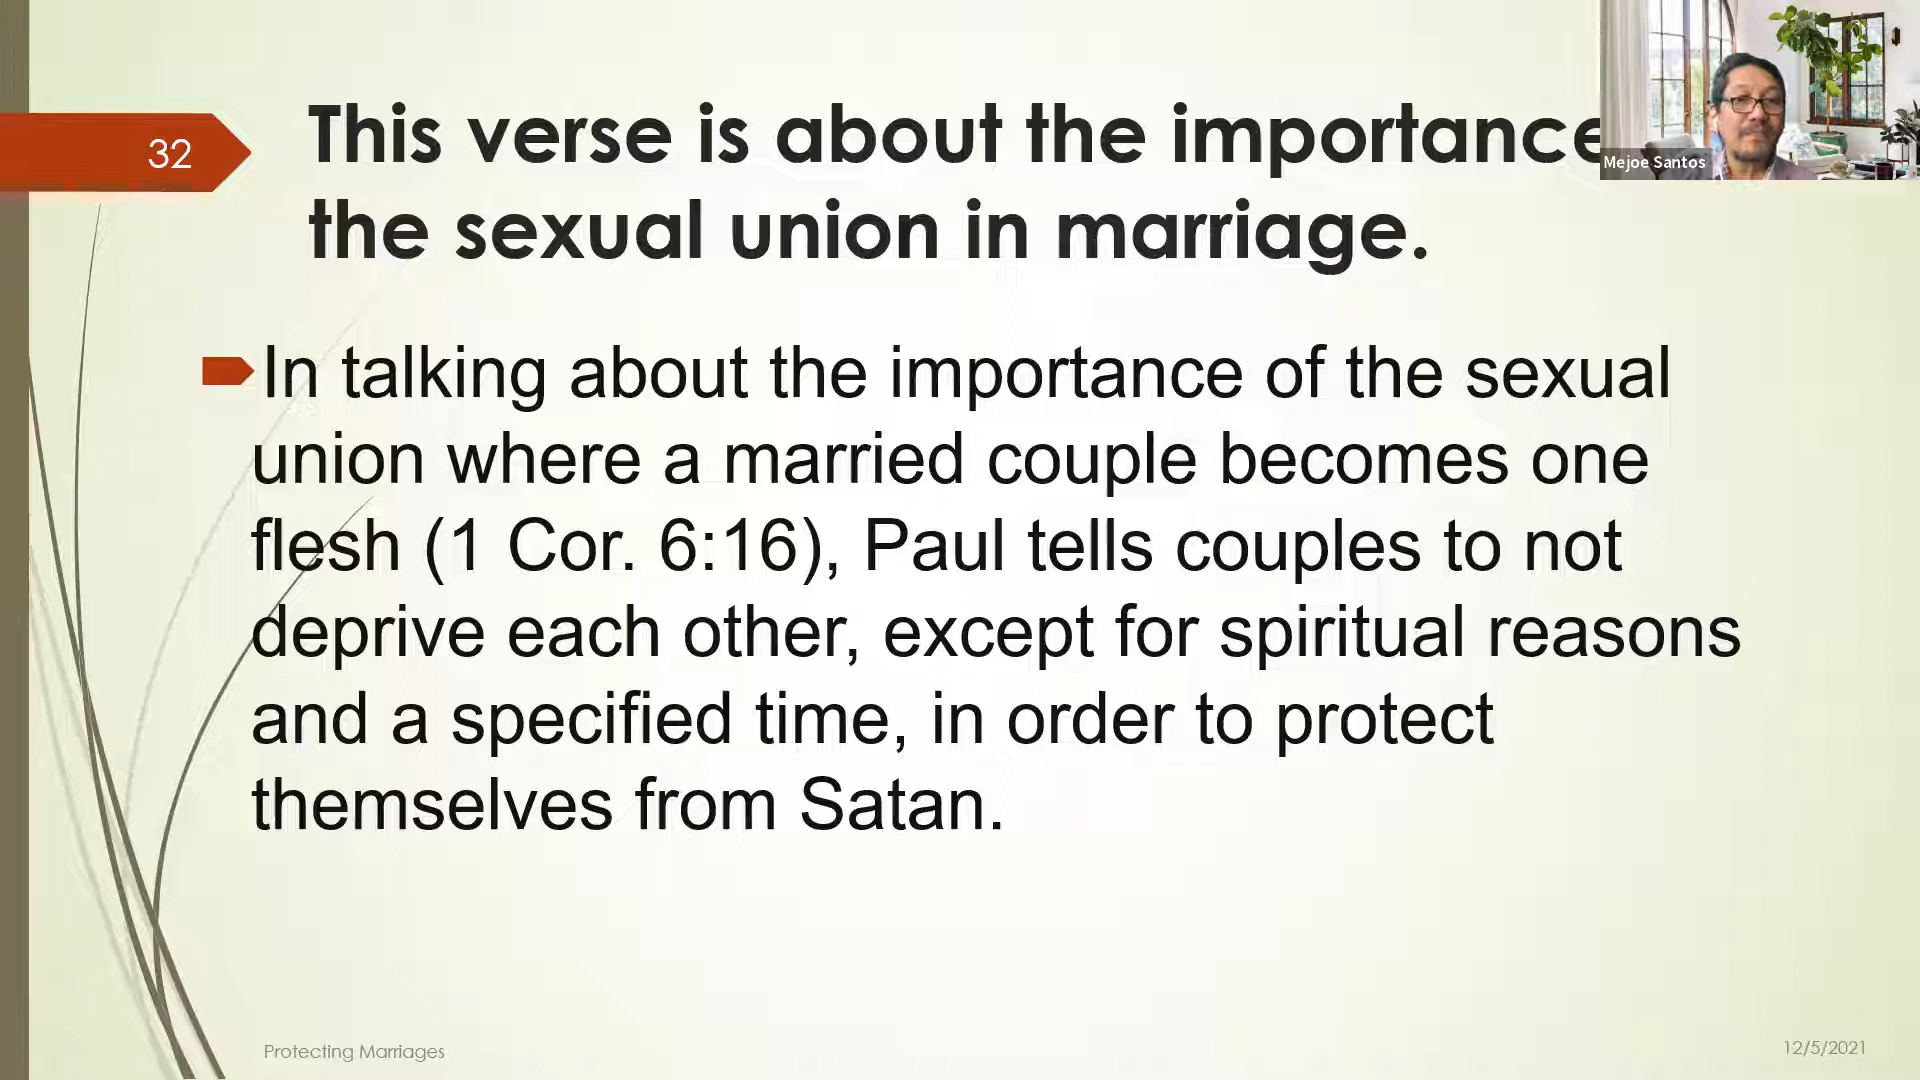 32
This verse is about the importance
the sexual union in marriage.
In talking about the importance of the sexual
union where a married couple becomes one
flesh (1 Cor. 6:16), Paul tells couples to not
deprive each other, except for spiritual reasons
and a specified time, in order to protect
themselves from Satan.
Mejoe Santos
Protecting Marriages
12/5/2021